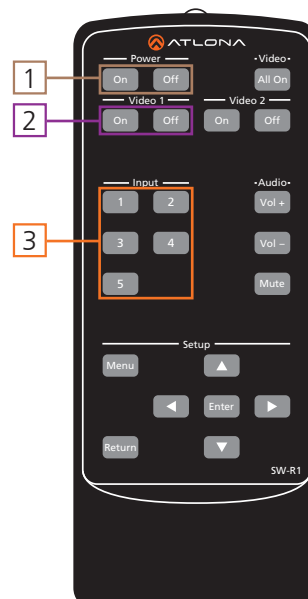 ATLONA
Power
Video
1
On Off All On
Video 1 Video 2
2
On Off On Off
Input Audio
1 2 Vol +
3
3 4 Vol –
5 Mute
Setup
Menu
Enter
Return
SW-R1